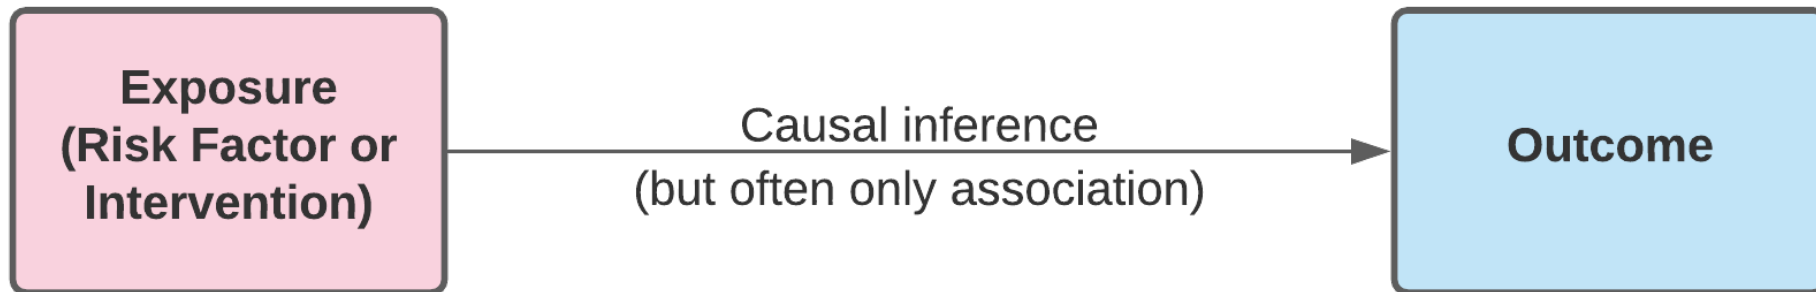 Exposure
(Risk Factor or
Intervention)
Causal inference
(but often only association)
Outcome